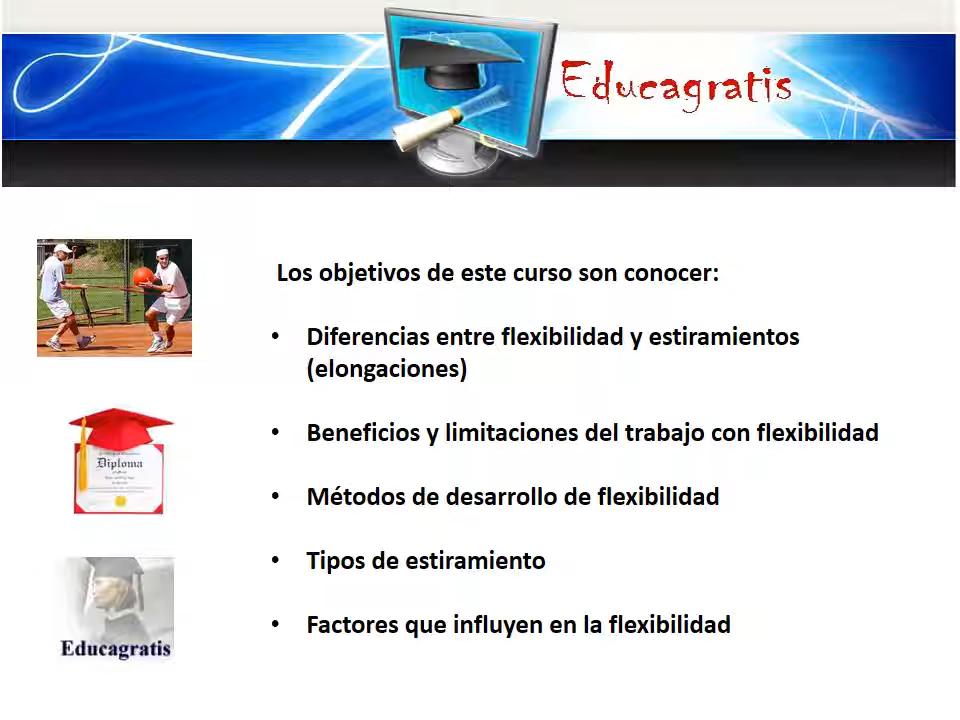 Educagratis
Los objetivos de este curso son conocer:
• Diferencias entre flexibilidad y estiramientos
(elongaciones)
• Beneficios y limitaciones del trabajo con flexibilidad
Diploma
• Métodos de desarrollo de flexibilidad
• Tipos de estiramiento
• Factores que influyen en la flexibilidad
Educagratis